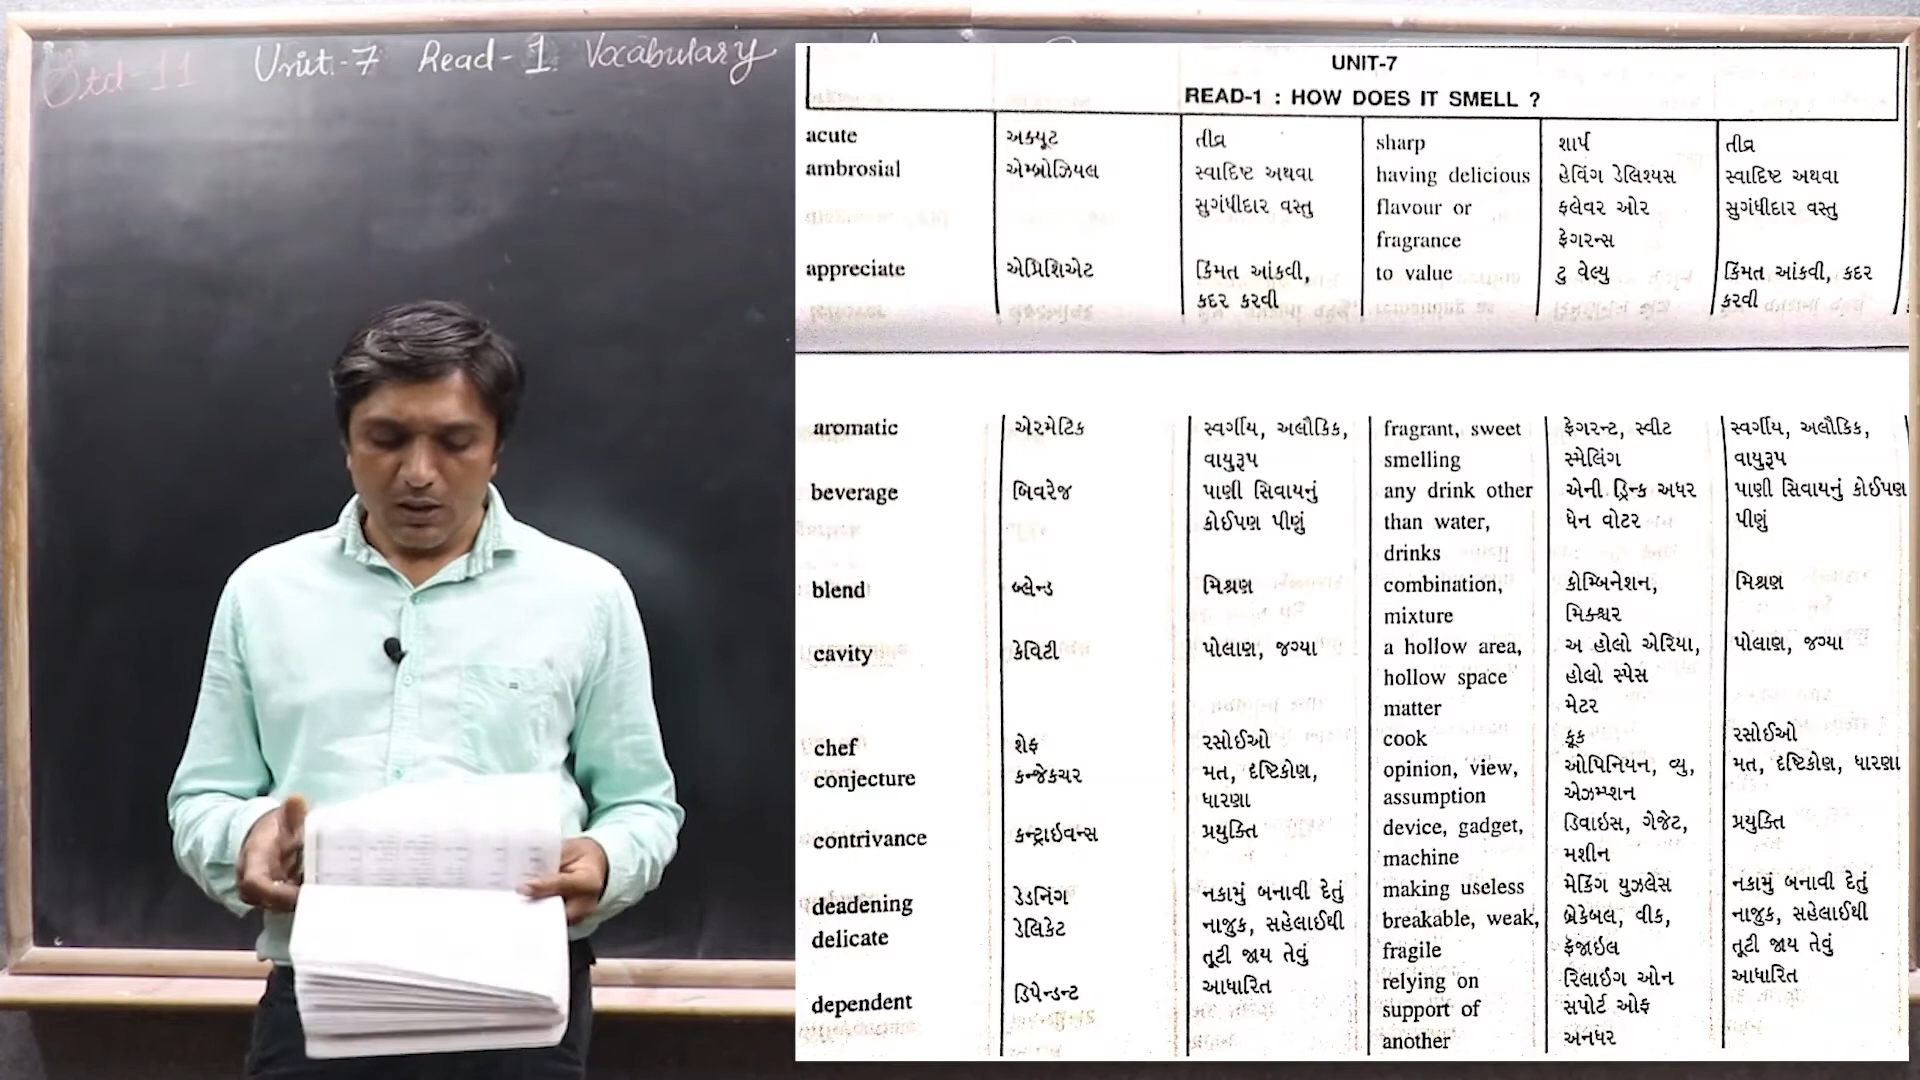 Std-11 Unit-7 Read-1 Vocabulary
UNIT-7
READ-1 : HOW DOES IT SMELL ?
acute અક્યૂટ તીવ્ર sharp શાર્પ તીવ્ર
ambrosial એમ્બ્રોઝિયલ સ્વાદિષ્ટ અથવા having delicious હેવિંગ ડેલિશ્યસ સ્વાદિષ્ટ અથવા
સુગંધીદાર વસ્તુ flavour or ફ્લેવર ઓર સુગંધીદાર વસ્તુ
fragrance ફ્રેગરન્સ
appreciate એપ્રિશિએટ કિંમત આંકવી, to value ટુ વેલ્યુ કિંમત આંકવી, કદર
કદર કરવી કરવી
aromatic એરમેટિક સ્વર્ગીય, અલૌકિક, fragrant, sweet ફ્રેગરન્ટ, સ્વીટ સ્વર્ગીય, અલૌકિક,
વાયુરૂપ smelling સ્મેલિંગ વાયુરૂપ
beverage બિવરેજ પાણી સિવાયનું any drink other એની ડ્રિન્ક અધર પાણી સિવાયનું કોઈપણ
કોઈપણ પીણું than water, ધેન વોટર પીણું
drinks
blend બ્લેન્ડ મિશ્રણ combination, કોમ્બિનેશન, મિશ્રણ
mixture મિક્શ્ચર
cavity કેવિટી પોલાણ, જગ્યા a hollow area, અ હોલો એરિયા, પોલાણ, જગ્યા
hollow space હોલો સ્પેસ
matter મેટર
chef શેફ રસોઈઓ cook કૂક રસોઈઓ
conjecture કન્જેકચર મત, દૃષ્ટિકોણ, opinion, view, ઓપિનિયન, વ્યુ, મત, દૃષ્ટિકોણ, ધારણા
ધારણા assumption એઝમ્પ્શન
contrivance કન્ટ્રાઇવન્સ પ્રયુક્તિ device, gadget, ડિવાઇસ, ગેજેટ, પ્રયુક્તિ
machine મશીન
deadening ડેડનિંગ નકામું બનાવી દેતું making useless મેકિંગ યુઝલેસ નકામું બનાવી દેતું
delicate ડેલિકેટ નાજુક, સહેલાઈથી breakable, weak, બ્રેકેબલ, વીક, નાજુક, સહેલાઈથી
તૂટી જાય તેવું fragile ફ્રજાઇલ તૂટી જાય તેવું
dependent ડિપેન્ડન્ટ આધારિત relying on રિલાઇંગ ઓન આધારિત
support of સપોર્ટ ઓફ
another અનધર